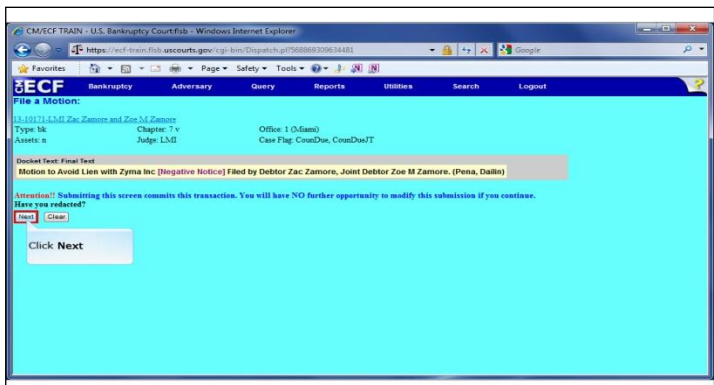 CM/ECF TRAIN - U.S. Bankruptcy Court:flsb - Windows Internet Explorer
https://ecf-train.flsb.uscourts.gov/cgi-bin/Dispatch.pl?568869309634481
Google
Favorites Page Safety Tools
ECF Bankruptcy Adversary Query Reports Utilities Search Logout ?
File a Motion:
13-10171-LMI Zac Zamore and Zoe M Zamore
Type: bk Chapter: 7 v Office: 1 (Miami)
Assets: n Judge: LMI Case Flag: CounDue, CounDueJT
Docket Text: Final Text
Motion to Avoid Lien with Zyma Inc [Negative Notice] Filed by Debtor Zac Zamore, Joint Debtor Zoe M Zamore. (Pena, Dailin)
Attention!! Submitting this screen commits this transaction. You will have NO further opportunity to modify this submission if you continue.
Have you redacted?
Next Clear
Click Next